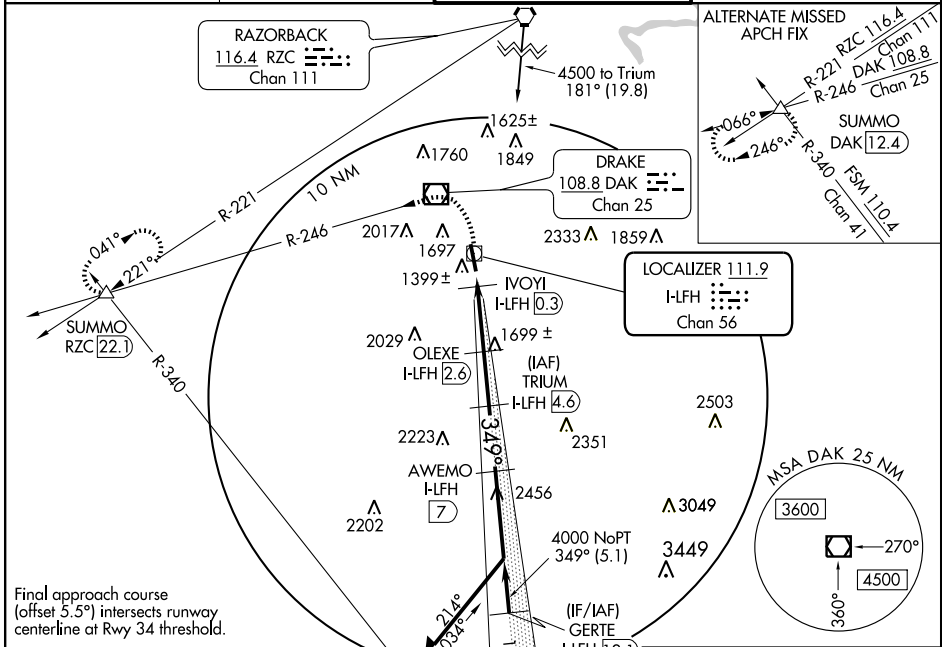 RAZORBACK
116.4 RZC
Chan 111
4500 to Trium
181° (19.8)
ALTERNATE MISSED
APCH FIX
RZC 116.4
R-221
Chan 111
DAK 108.8
R-246
Chan 25
066°
246°
SUMMO
DAK 12.4
R-340
FSM 110.4
Chan 41
1625±
1760
1849
10 NM
DRAKE
108.8 DAK
Chan 25
R-221
R-246
2017
1697
2333
1859
041°
221°
1399±
LOCALIZER 111.9
I-LFH
Chan 56
IVOYI
I-LFH 0.3
SUMMO
RZC 22.1
2029
1699 ±
OLEXE
I-LFH 2.6
(IAF)
TRIUM
I-LFH 4.6
R-340
349°
2503
2351
2223
AWEMO
I-LFH
7
2456
2202
3049
3449
MSA DAK 25 NM
3600
270°
4500
360°
4000 NoPT
349° (5.1)
Final approach course
(offset 5.5°) intersects runway
centerline at Rwy 34 threshold.
214°
034°
(IF/IAF)
GERTE